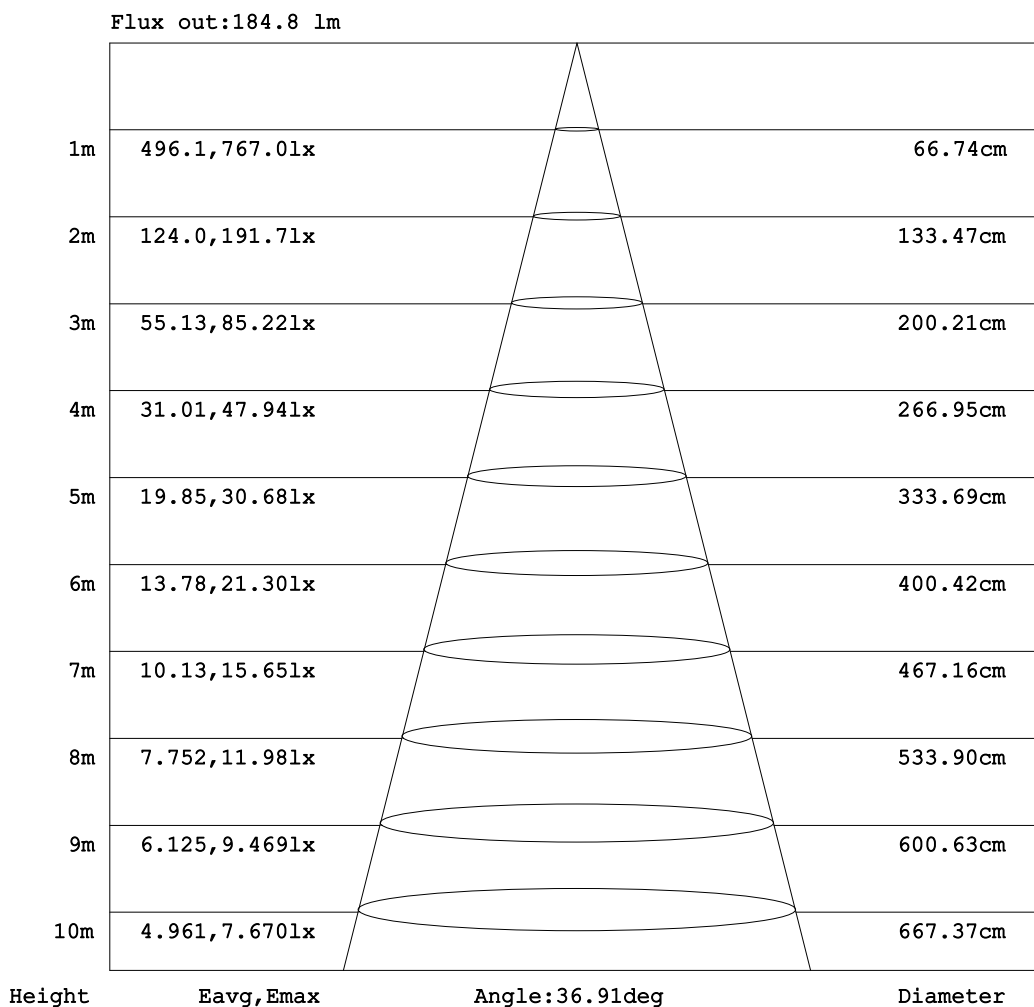 Flux out:184.8 lm
1m 496.1,767.0lx 66.74cm
2m 124.0,191.7lx 133.47cm
3m 55.13,85.22lx 200.21cm
4m 31.01,47.94lx 266.95cm
5m 19.85,30.68lx 333.69cm
6m 13.78,21.30lx 400.42cm
7m 10.13,15.65lx 467.16cm
8m 7.752,11.98lx 533.90cm
9m 6.125,9.469lx 600.63cm
10m 4.961,7.670lx 667.37cm
Height Eavg,Emax Angle:36.91deg Diameter